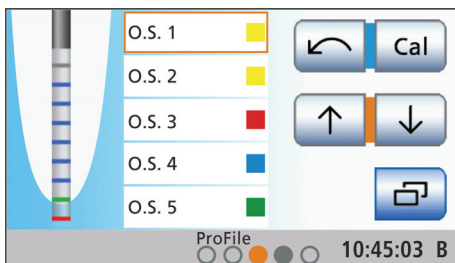 O.S. 1
O.S. 2
O.S. 3
O.S. 4
O.S. 5
Cal
ProFile
10:45:03 B